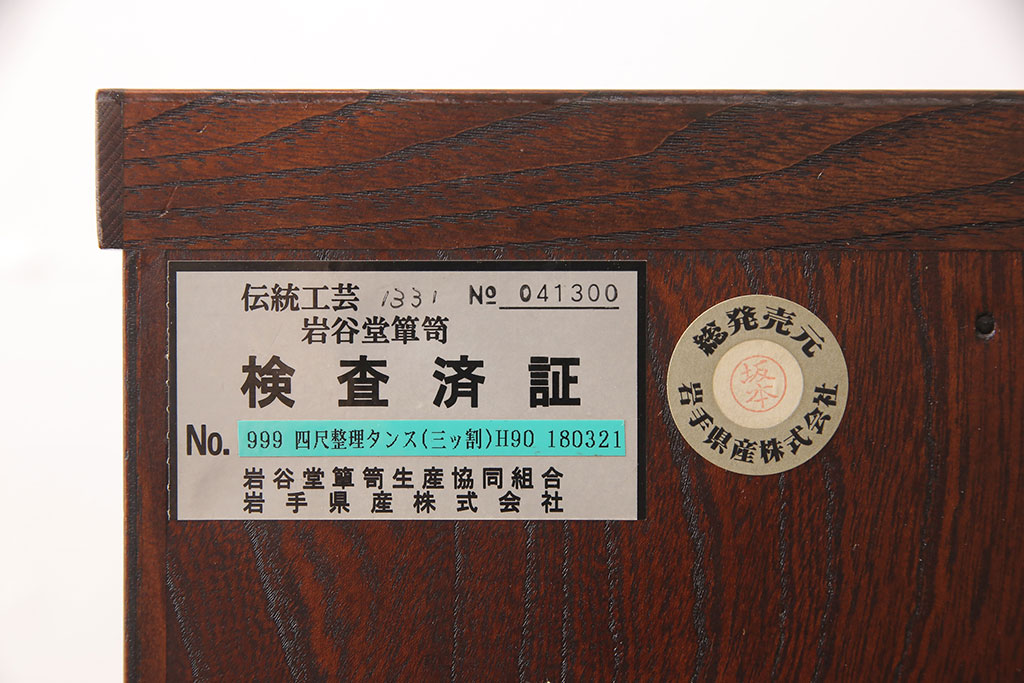 伝統工芸 1331 № 041300
岩谷堂簞笥
検査済証
No. 999 四尺整理タンス(三ッ割)H90 180321
岩谷堂簞笥生産協同組合
岩手県産株式会社
総発売元
坂本
岩手県産株式会社